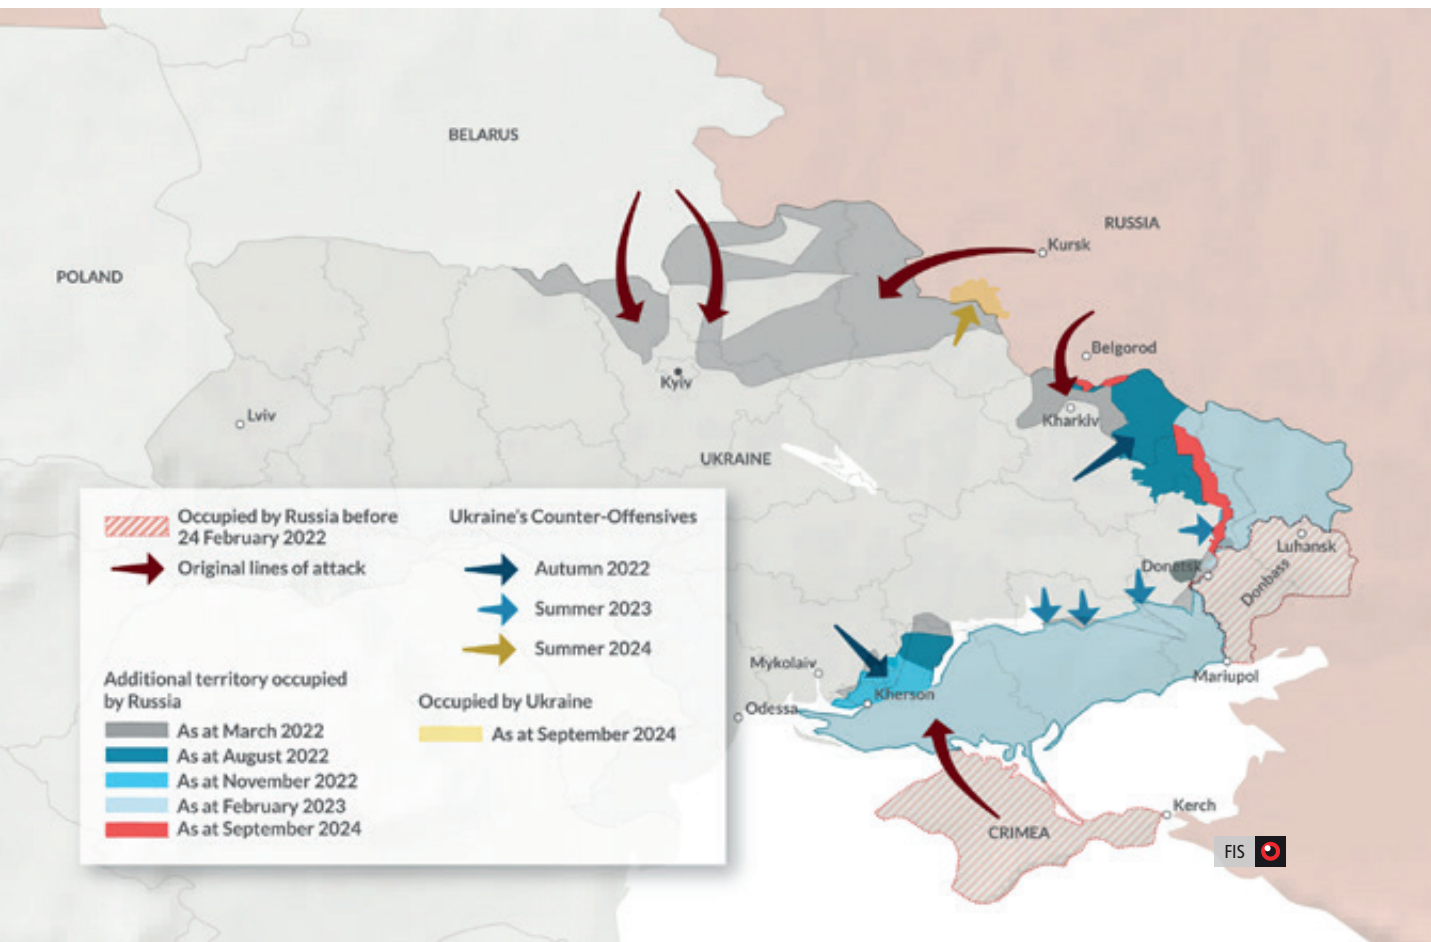 BELARUS
RUSSIA
Kursk
POLAND
Belgorod
Kyiv
Lviv
Kharkiv
UKRAINE
Luhansk
Donetsk
Donbass
Mykolaiv
Mariupol
Kherson
Odessa
Kerch
CRIMEA
Occupied by Russia before
24 February 2022
Original lines of attack
Ukraine's Counter-Offensives
Autumn 2022
Summer 2023
Summer 2024
Additional territory occupied
by Russia
As at March 2022
As at August 2022
As at November 2022
As at February 2023
As at September 2024
Occupied by Ukraine
As at September 2024
FIS